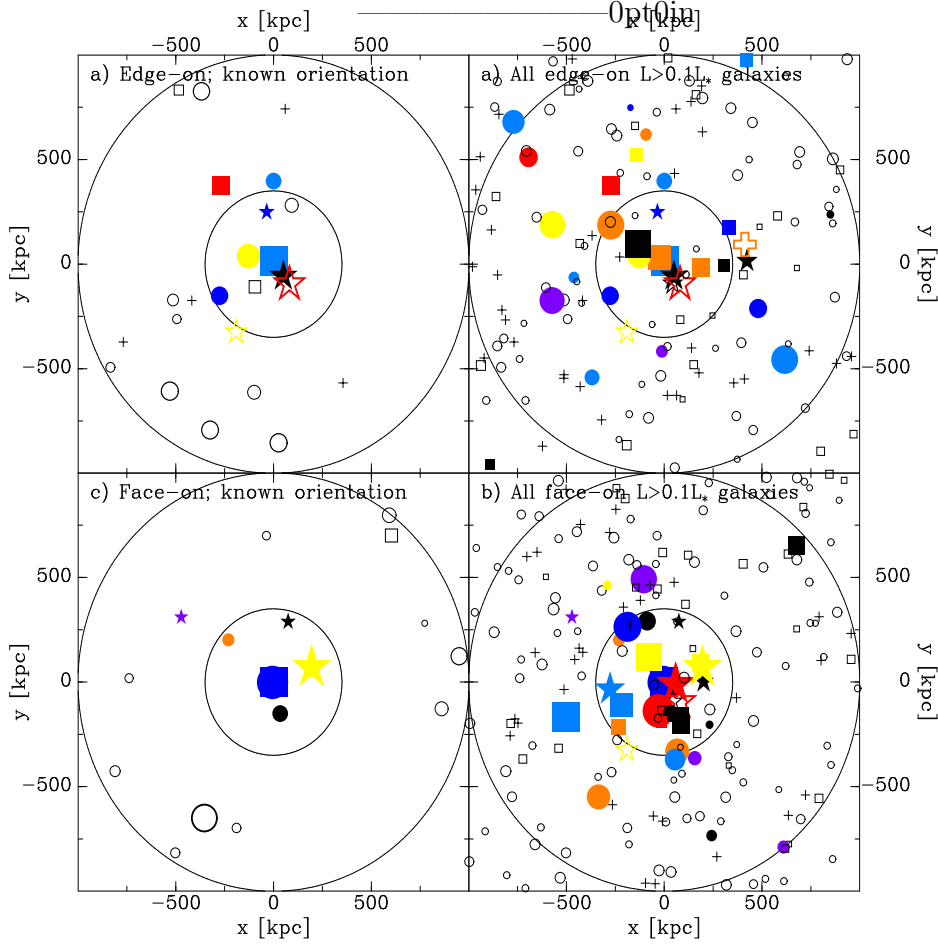 ————————0pt0in
x [kpc] x [kpc]
−500 0 500 −500 0 500
a) Edge−on; known orientation a) All edge−on L>0.1L* galaxies
500 500
y [kpc] 0 0 y [kpc]
−500 −500
c) Face−on; known orientation b) All face−on L>0.1L* galaxies
500 500
y [kpc] 0 0 y [kpc]
−500 −500
−500 0 500 −500 0 500
x [kpc] x [kpc]